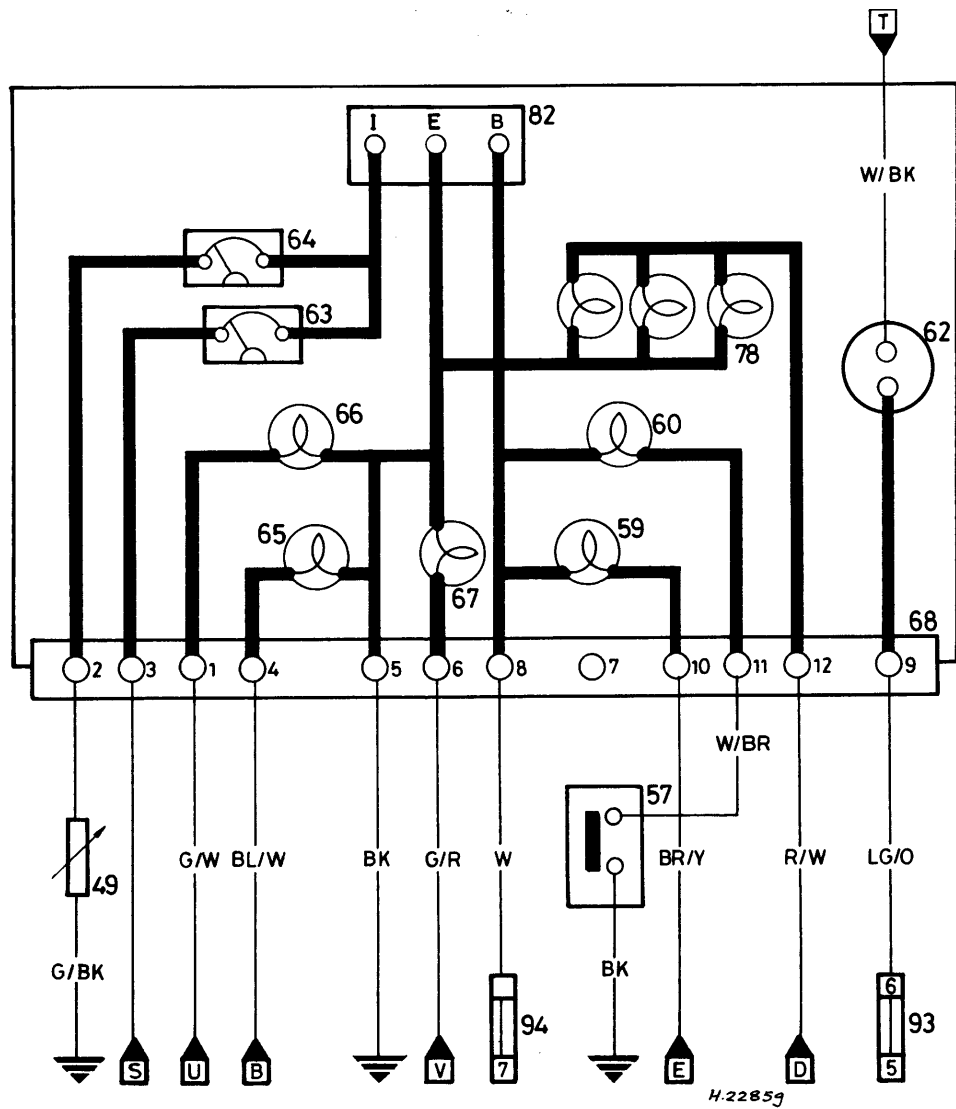 T
I E B 82
W/BK
64
63
62
78
66 60
65 59
67
68
2 3 1 4 5 6 8 7 10 11 12 9
W/BR
57
49 G/W BL/W BK G/R W BR/Y R/W LG/O
G/BK BK
6
94 93
S U B V 7 E D 5
H.22859